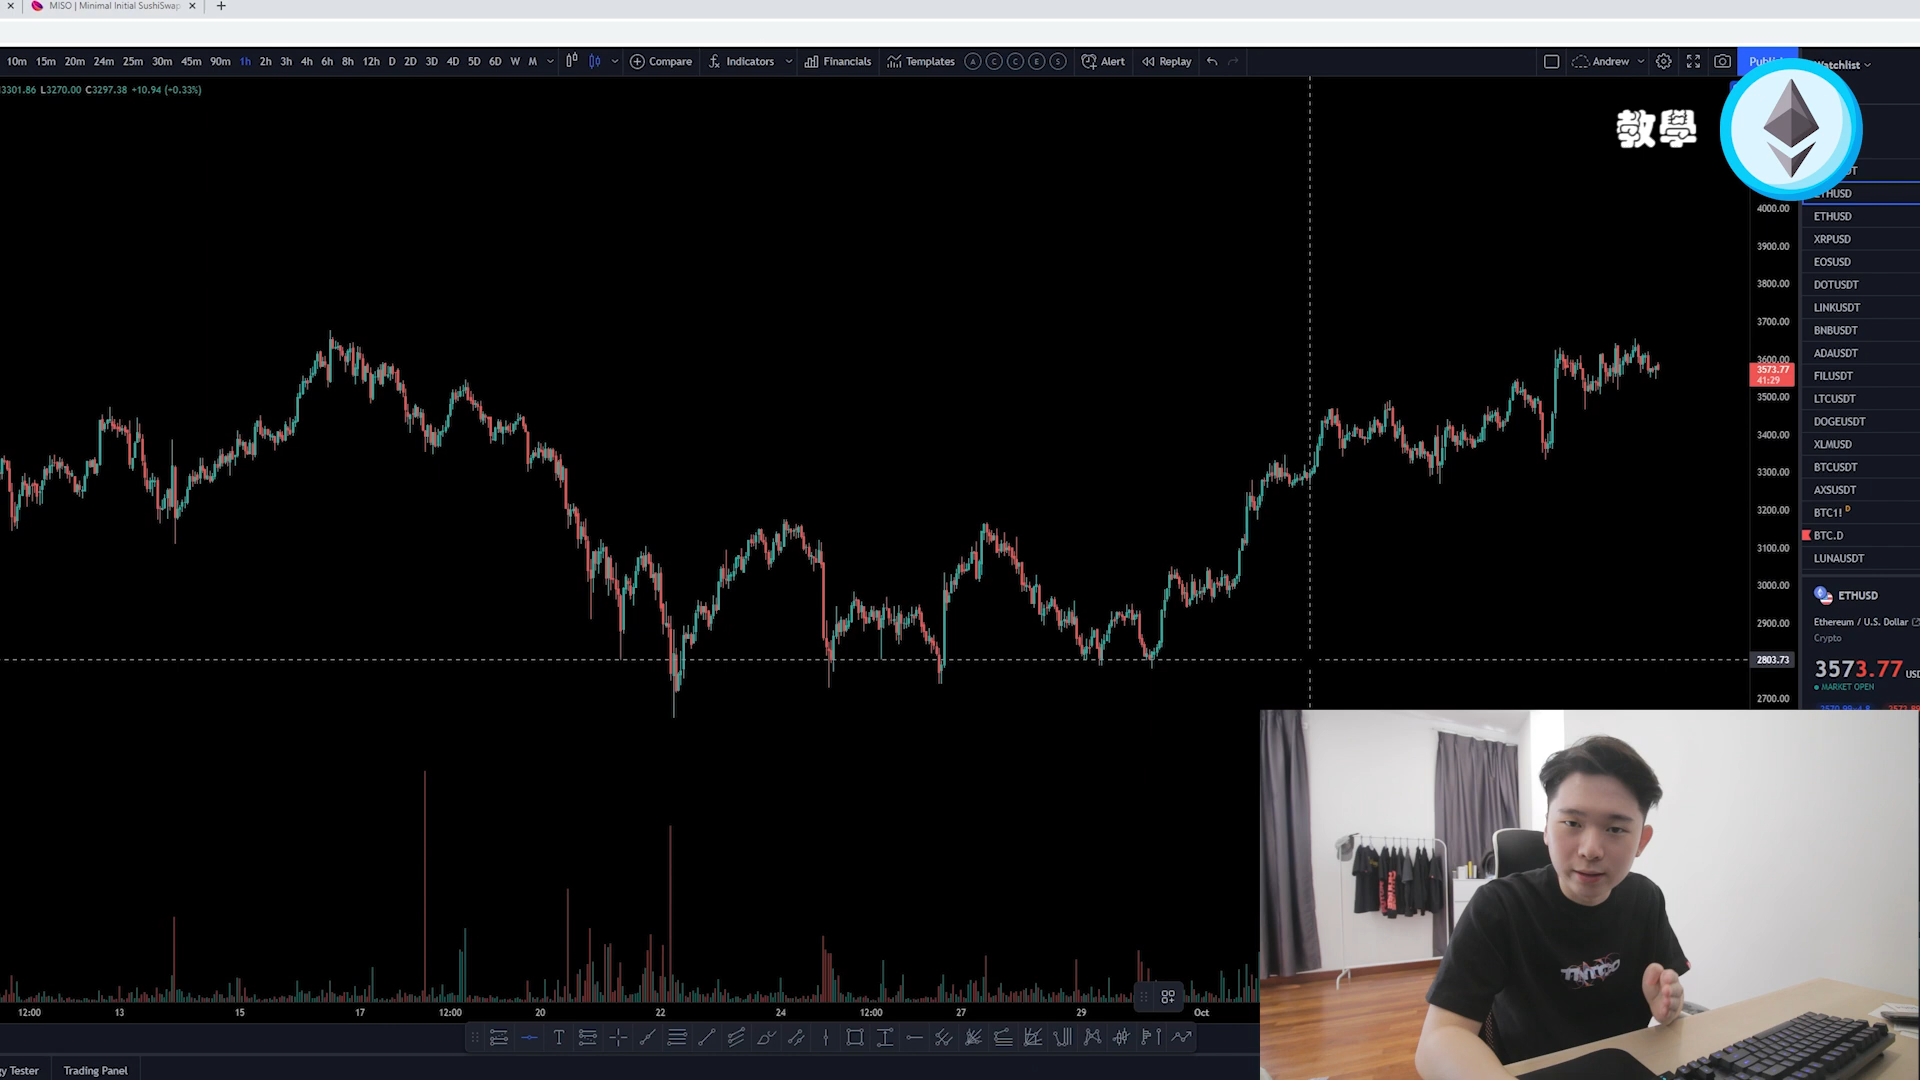 MISO | Minimal Initial SushiSwap
10m 15m 20m 24m 25m 30m 45m 90m 1h 2h 3h 4h 6h 8h 12h D 2D 3D 4D 5D 6D W M Compare Indicators Financials Templates A C C E S Alert Replay Andrew
Watchlist
3301.86 L3270.00 C3297.38 +10.94 (+0.33%)
教學
ETHUSD
ETHUSD
XRPUSD
EOSUSD
DOTUSDT
LINKUSDT
BNBUSDT
ADAUSDT
FILUSDT
LTCUSDT
DOGEUSDT
XLMUSD
BTCUSDT
AXSUSDT
BTC1! D
BTC.D
LUNAUSDT
4000.00
3900.00
3800.00
3700.00
3600.00
3573.77
41:29
3500.00
3400.00
3300.00
3200.00
3100.00
3000.00
2900.00
2803.73
2700.00
ETHUSD
Ethereum / U.S. Dollar
Crypto
3573.77 USD
MARKET OPEN
12:00 13 15 17 12:00 20 22 24 12:00 27 29 Oct
TNTCO
Tester Trading Panel